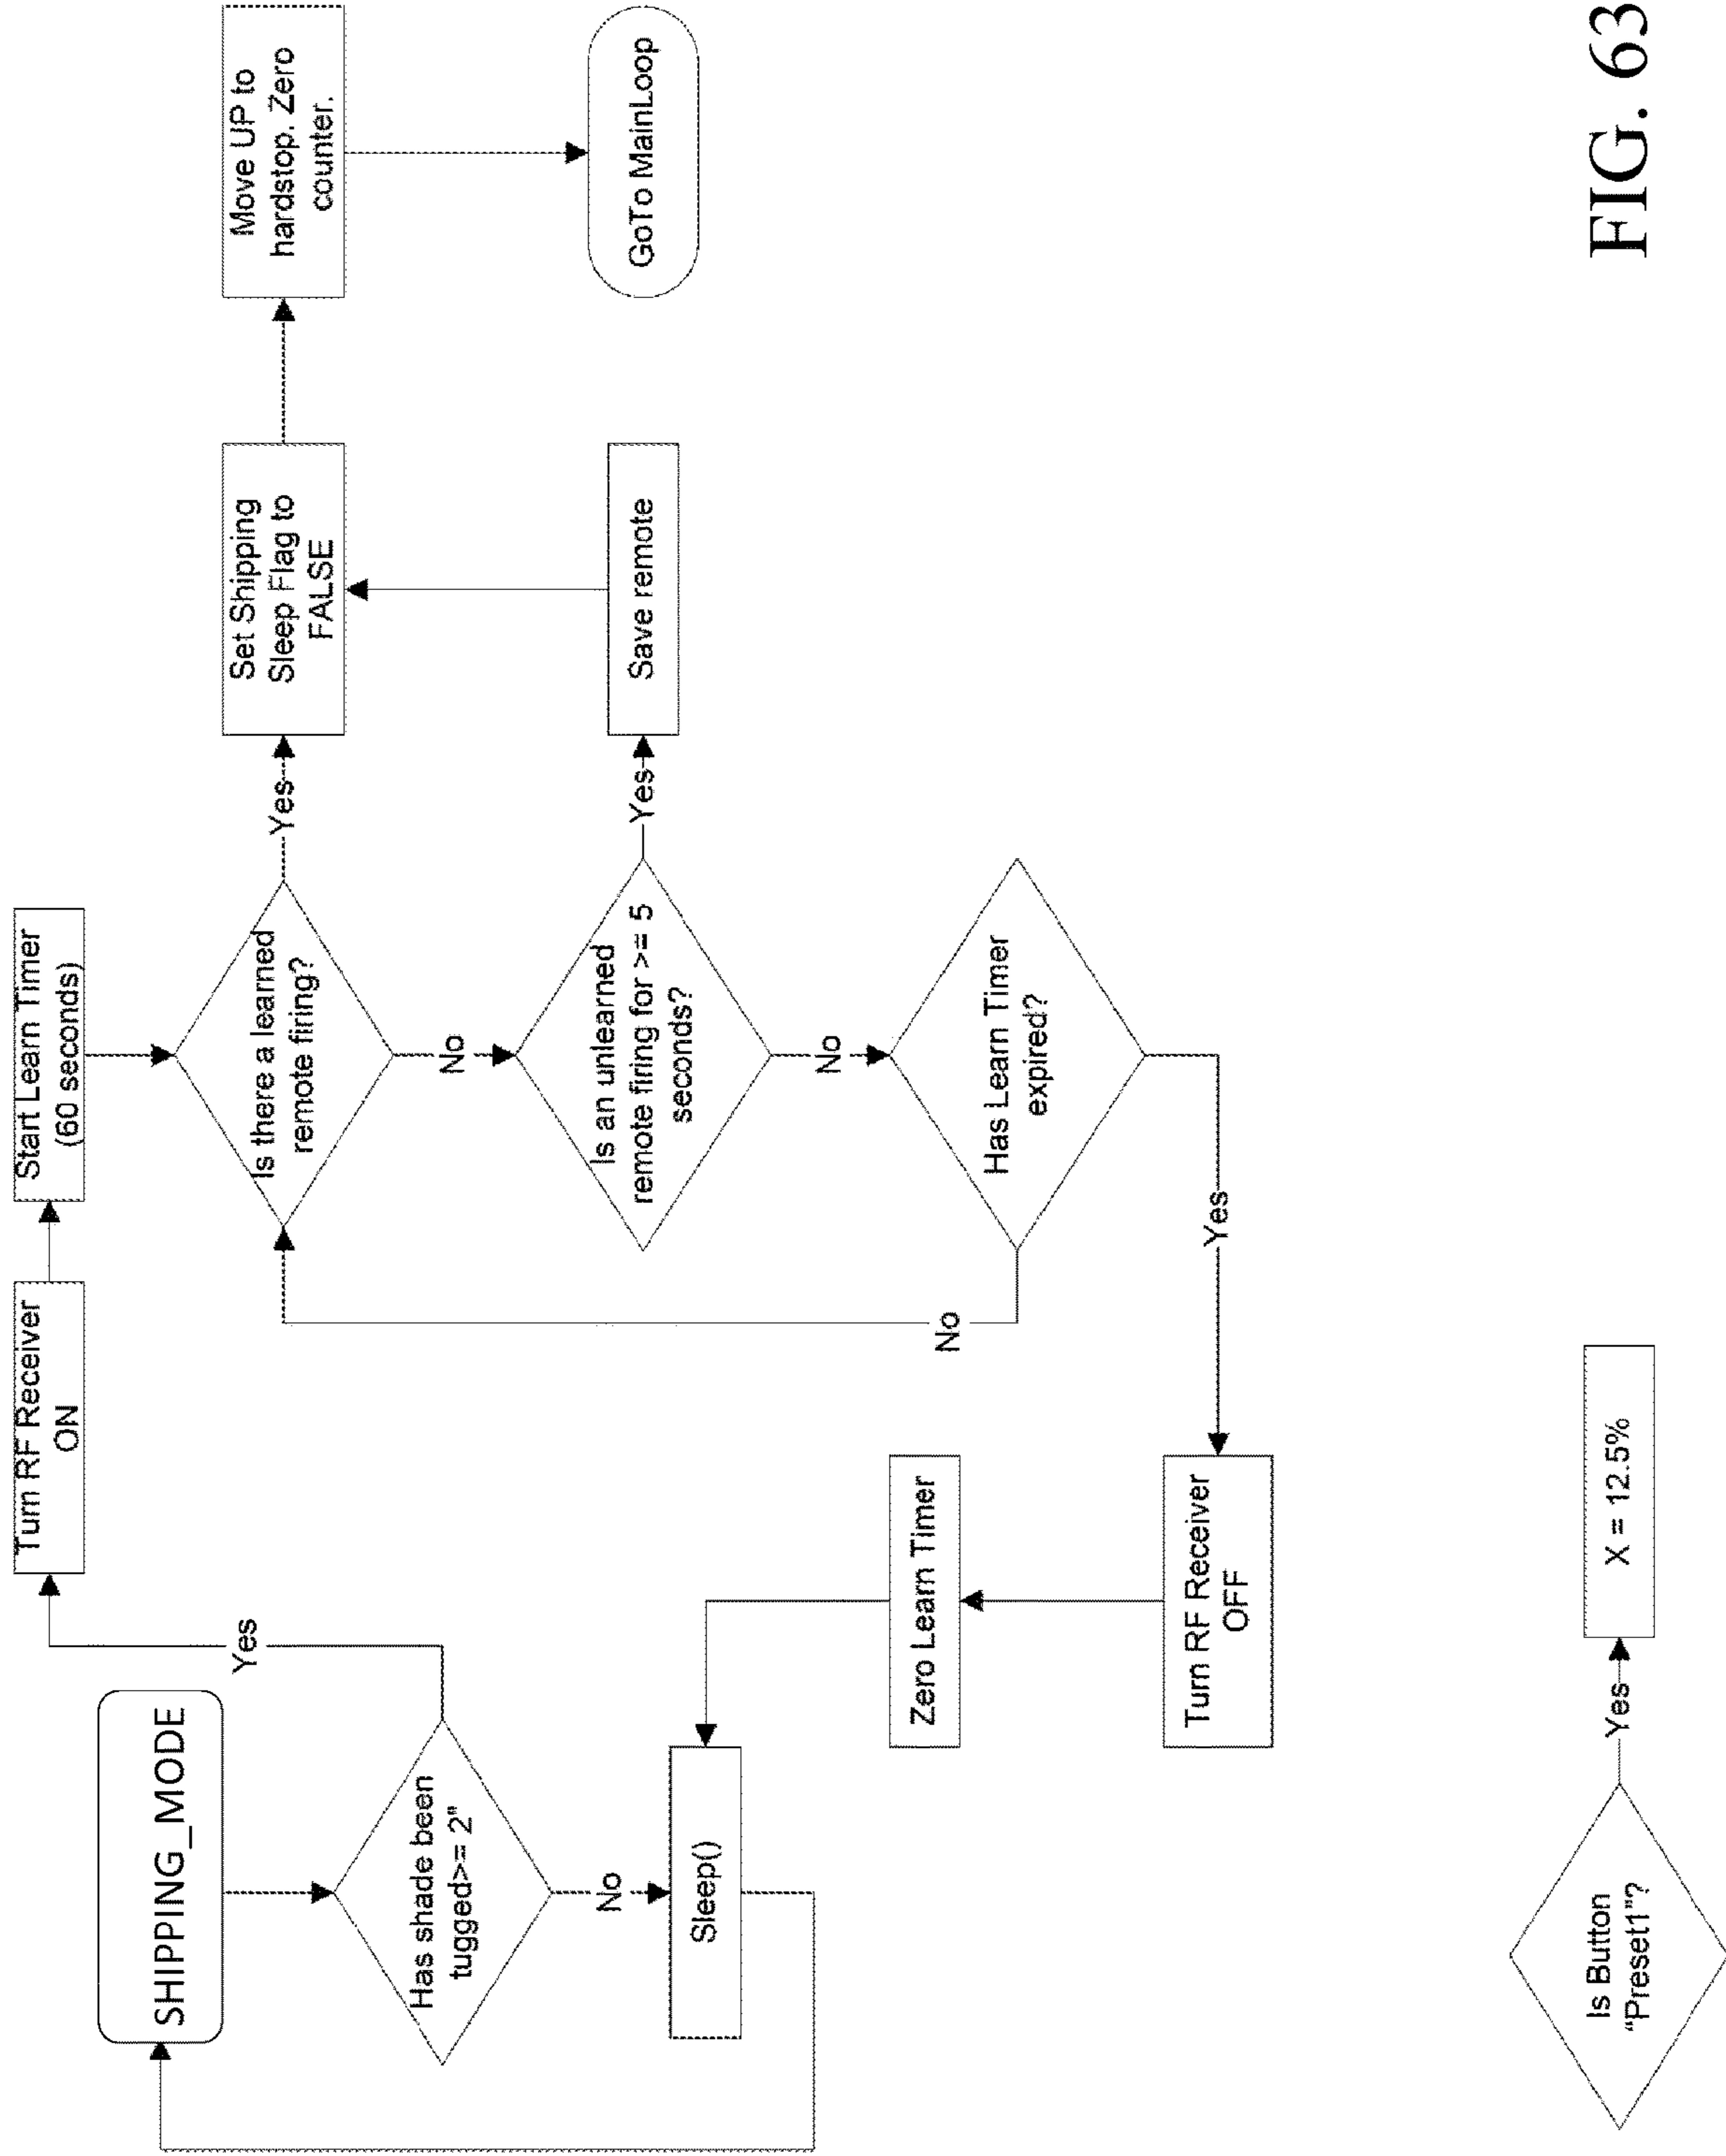 SHIPPING_MODE
Has shade been
tugged>= 2"
Yes
No
Sleep()
Turn RF Receiver
ON
Start Learn Timer
(60 seconds)
Is there a learned
remote firing?
Yes
No
Set Shipping
Sleep Flag to
FALSE
Move UP to
hardstop. Zero
counter.
GoTo MainLoop
Is an unlearned
remote firing for >= 5
seconds?
Yes
No
Save remote
Has Learn Timer
expired?
No
Yes
Turn RF Receiver
OFF
Zero Learn Timer
Is Button
“Preset1”?
Yes
X = 12.5%
FIG. 63